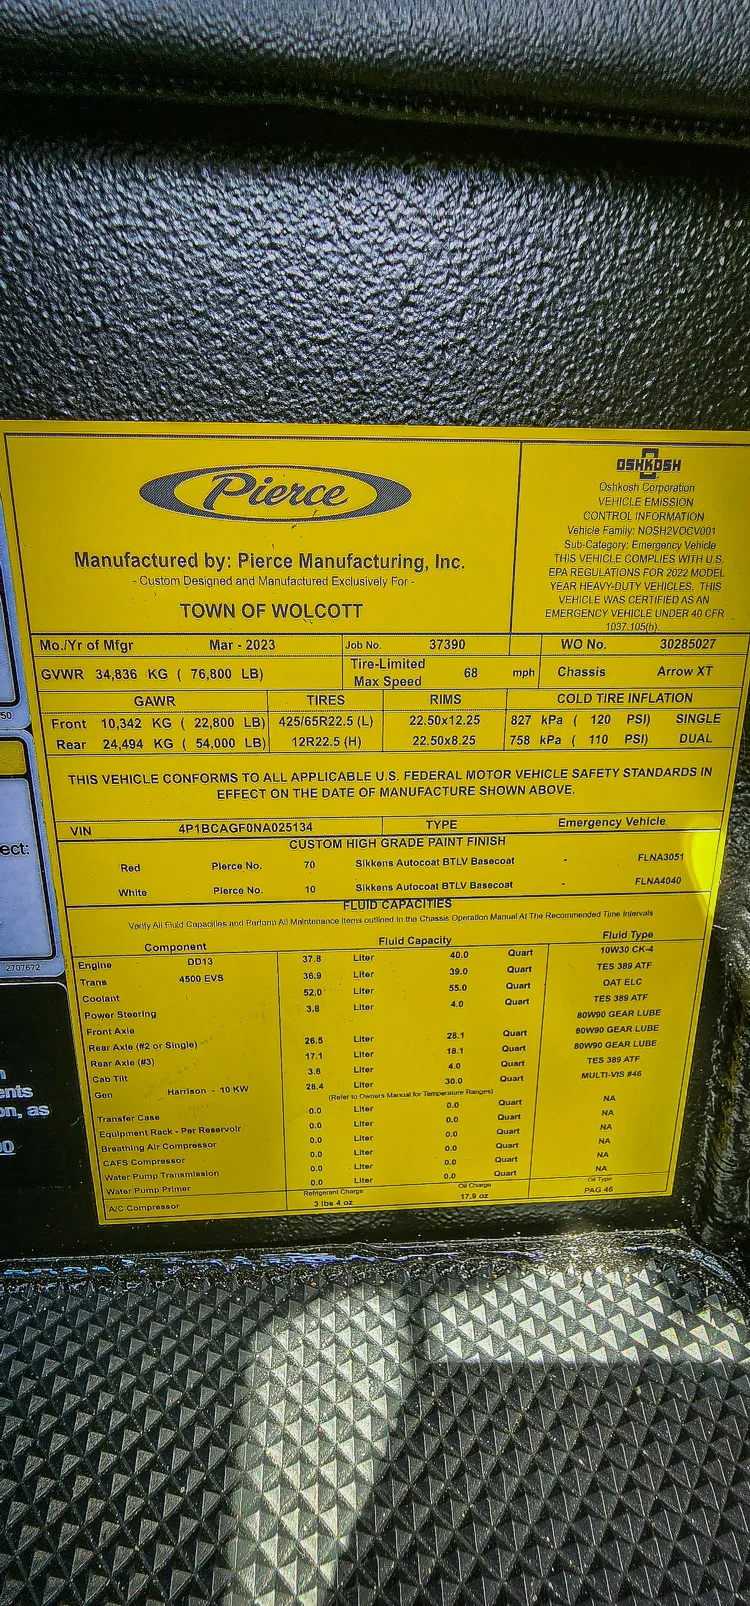 Pierce
Manufactured by: Pierce Manufacturing, Inc.
- Custom Designed and Manufactured Exclusively For -
TOWN OF WOLCOTT
OSHKOSH
Oshkosh Corporation
VEHICLE EMISSION
CONTROL INFORMATION
Vehicle Family: NOSH2VOCV001
Sub-Category: Emergency Vehicle
THIS VEHICLE COMPLIES WITH U.S.
EPA REGULATIONS FOR 2022 MODEL
YEAR HEAVY-DUTY VEHICLES. THIS
VEHICLE WAS CERTIFIED AS AN
EMERGENCY VEHICLE UNDER 40 CFR
1037.105(h).
Mo./Yr of Mfgr Mar - 2023 Job No. 37390 WO No. 30285027
GVWR 34,836 KG ( 76,800 LB) Tire-Limited Max Speed 68 mph Chassis Arrow XT
GAWR TIRES RIMS COLD TIRE INFLATION
Front 10,342 KG ( 22,800 LB) 425/65R22.5 (L) 22.50x12.25 827 kPa ( 120 PSI) SINGLE
Rear 24,494 KG ( 54,000 LB) 12R22.5 (H) 22.50x8.25 758 kPa ( 110 PSI) DUAL
THIS VEHICLE CONFORMS TO ALL APPLICABLE U.S. FEDERAL MOTOR VEHICLE SAFETY STANDARDS IN
EFFECT ON THE DATE OF MANUFACTURE SHOWN ABOVE.
VIN 4P1BCAGF0NA025134 TYPE Emergency Vehicle
CUSTOM HIGH GRADE PAINT FINISH
Red Pierce No. 70 Sikkens Autocoat BTLV Basecoat - FLNA3051
White Pierce No. 10 Sikkens Autocoat BTLV Basecoat - FLNA4040
FLUID CAPACITIES
Verify All Fluid Capacities and Perform All Maintenance Items outlined In the Chassis Operation Manual At The Recommended Time Intervals
Component Fluid Capacity Fluid Type
Engine DD13 37.8 Liter 40.0 Quart 10W30 CK-4
Trans 4500 EVS 36.9 Liter 39.0 Quart TES 389 ATF
Coolant 52.0 Liter 55.0 Quart OAT ELC
Power Steering 3.8 Liter 4.0 Quart TES 389 ATF
Front Axle 80W90 GEAR LUBE
Rear Axle (#2 or Single) 26.5 Liter 28.1 Quart 80W90 GEAR LUBE
Rear Axle (#3) 17.1 Liter 18.1 Quart 80W90 GEAR LUBE
Cab Tilt 3.8 Liter 4.0 Quart TES 389 ATF
Gen Harrison - 10 KW 28.4 Liter 30.0 Quart MULTI-VIS #46
(Refer to Owners Manual for Temperature Ranges)
Transfer Case 0.0 Liter 0.0 Quart NA
Equipment Rack - Per Reservoir 0.0 Liter 0.0 Quart NA
Breathing Air Compressor 0.0 Liter 0.0 Quart NA
CAFS Compressor 0.0 Liter 0.0 Quart NA
Water Pump Transmission 0.0 Liter 0.0 Quart NA
Water Pump Primer 0.0 Liter 0.0 Quart NA
Refrigerant Charge Oil Charge Oil Type
A/C Compressor 3 lbs 4 oz 17.9 oz PAG 46
50
ect:
2707672
ents
on, as